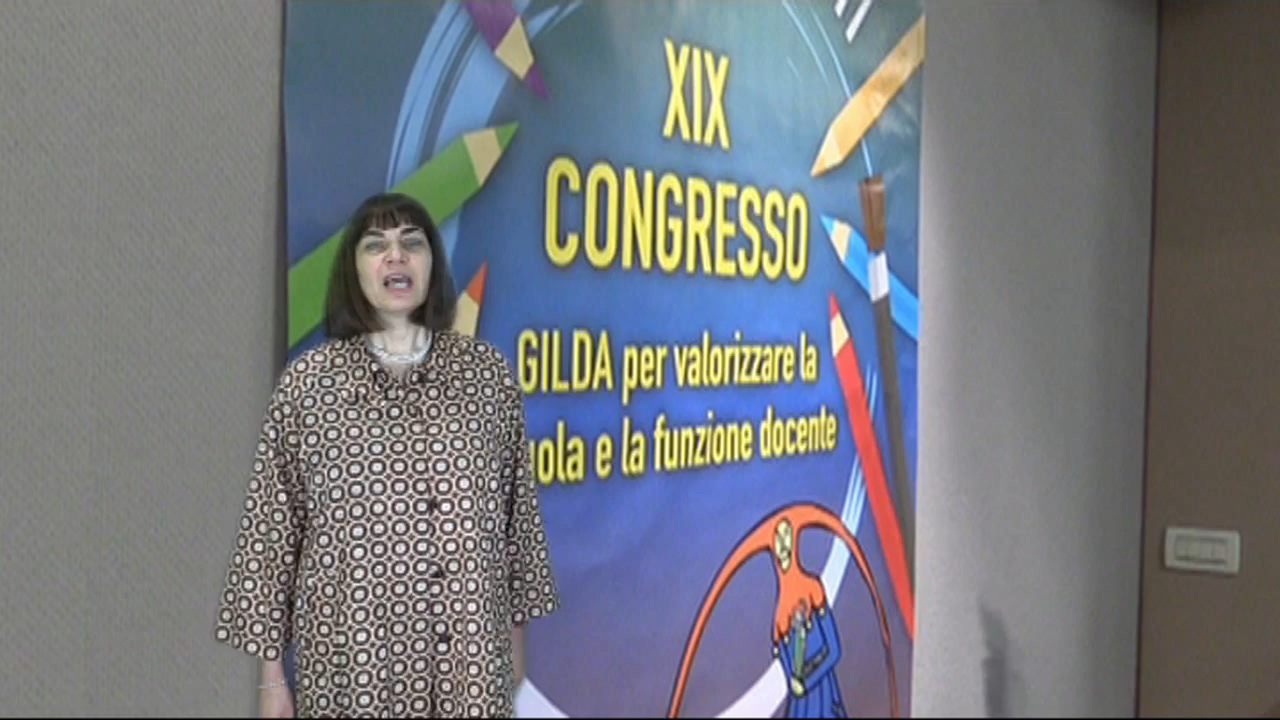 XIX
CONGRESSO
GILDA per valorizzare la
uola e la funzione docente